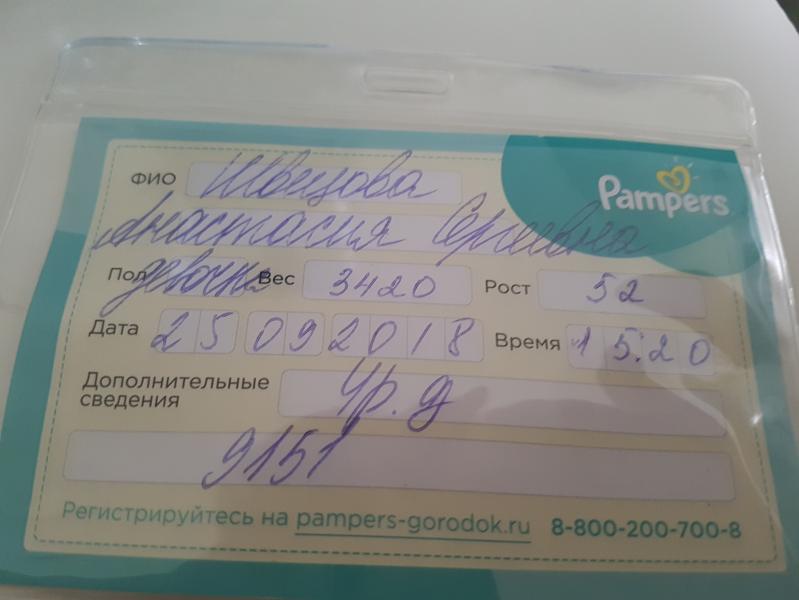 ФИО Швецова
Pampers
Анастасия Сергеевна
Пол девочка Вес 3420 Рост 52
Дата 25 09 2018 Время 15:20
Дополнительные сведения Ур. д
9151
Регистрируйтесь на pampers-gorodok.ru 8-800-200-700-8